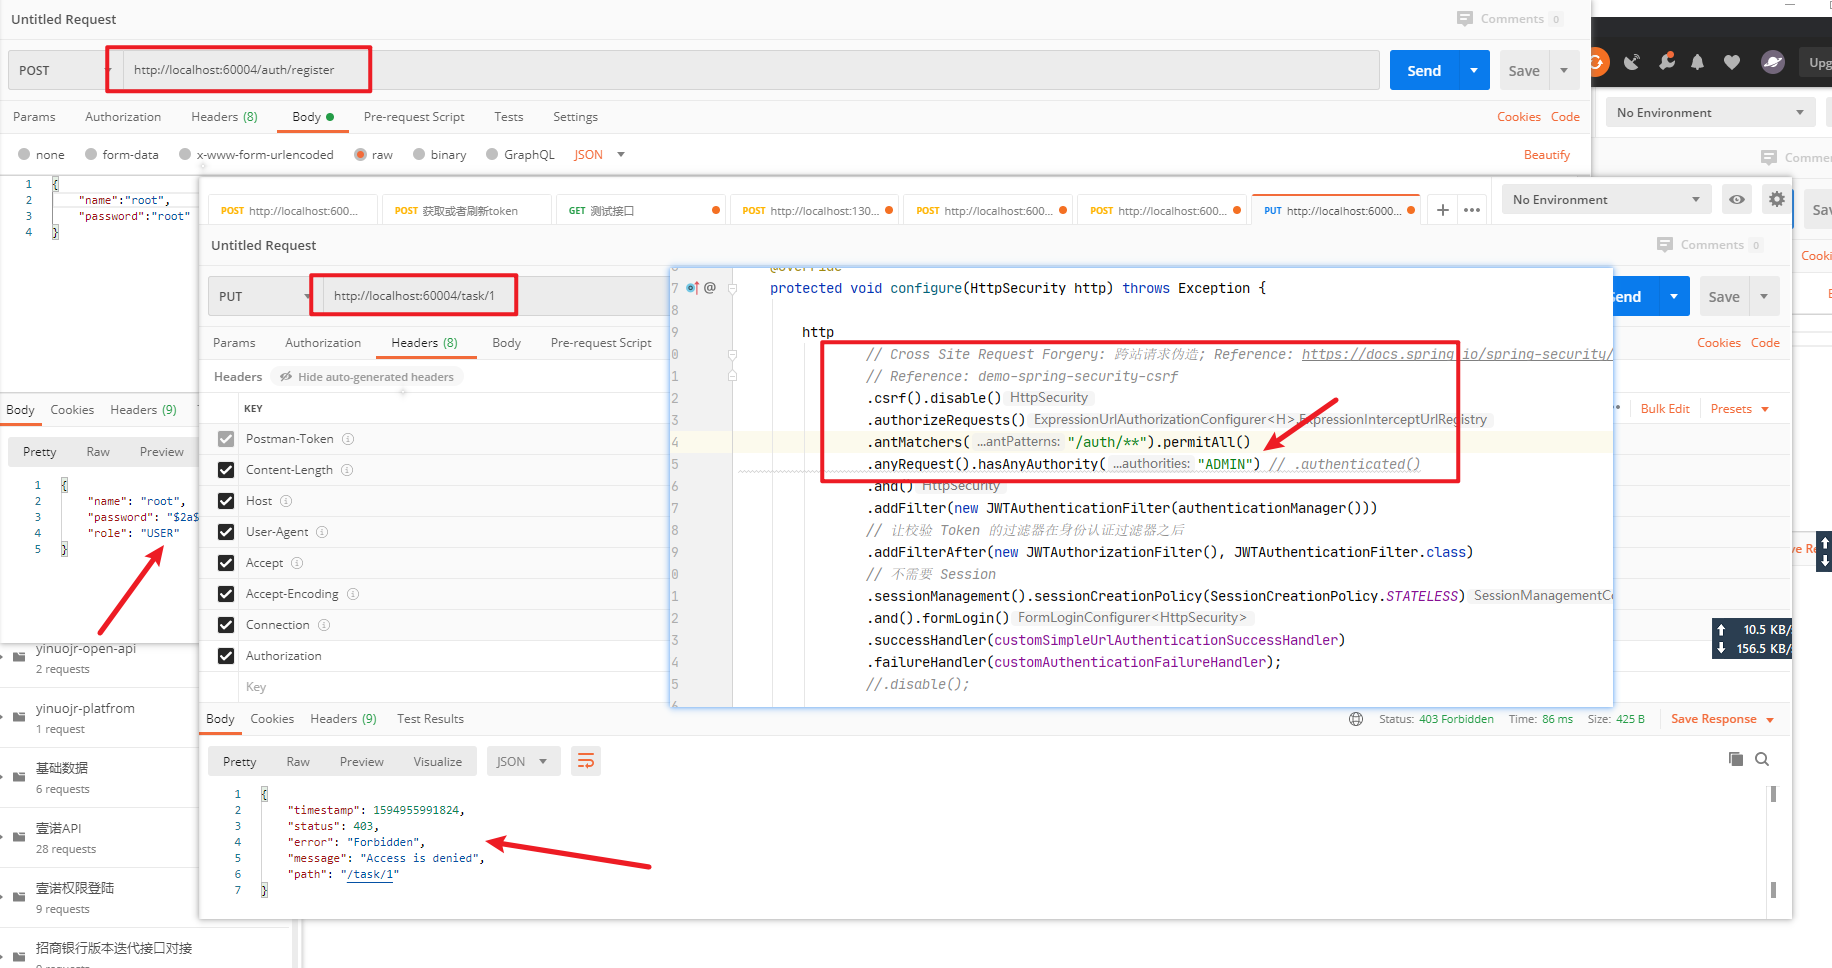 Untitled Request
Comments 0
POST
http://localhost:60004/auth/register
Send
Save
Upg
Params
Authorization
Headers (8)
Body
Pre-request Script
Tests
Settings
Cookies
Code
No Environment
none
form-data
x-www-form-urlencoded
raw
binary
GraphQL
JSON
Beautify
1 {
2 "name":"root",
3 "password":"root"
4 }
POST http://localhost:600...
POST 获取或者刷新token
GET 测试接口
POST http://localhost:130...
POST http://localhost:600...
POST http://localhost:600...
PUT http://localhost:6000...
No Environment
Untitled Request
Comments 0
PUT
http://localhost:60004/task/1
Save
Params
Authorization
Headers (8)
Body
Pre-request Script
Cookies
Code
Headers
Hide auto-generated headers
KEY
Bulk Edit
Presets
Postman-Token
Content-Length
Host
User-Agent
Accept
Accept-Encoding
Connection
Authorization
Key
@Override
protected void configure(HttpSecurity http) throws Exception {
http
// Cross Site Request Forgery: 跨站请求伪造; Reference: https://docs.spring.io/spring-security/
// Reference: demo-spring-security-csrf
.csrf().disable() HttpSecurity
.authorizeRequests() ExpressionUrlAuthorizationConfigurer<H>.ExpressionInterceptUrlRegistry
.antMatchers( ...antPatterns: "/auth/**").permitAll()
.anyRequest().hasAnyAuthority( ...authorities: "ADMIN") // .authenticated()
.and() HttpSecurity
.addFilter(new JWTAuthenticationFilter(authenticationManager()))
// 让校验 Token 的过滤器在身份认证过滤器之后
.addFilterAfter(new JWTAuthorizationFilter(), JWTAuthenticationFilter.class)
// 不需要 Session
.sessionManagement().sessionCreationPolicy(SessionCreationPolicy.STATELESS) SessionManagementCo
.and().formLogin() FormLoginConfigurer<HttpSecurity>
.successHandler(customSimpleUrlAuthenticationSuccessHandler)
.failureHandler(customAuthenticationFailureHandler);
//.disable();
Body
Cookies
Headers (9)
Pretty
Raw
Preview
1 {
2 "name": "root",
3 "password": "$2a$
4 "role": "USER"
5 }
yinuojr-open-api
2 requests
yinuojr-platfrom
1 request
基础数据
6 requests
壹诺API
28 requests
壹诺权限登陆
9 requests
招商银行版本迭代接口对接
10.5 KB/
156.5 KB/
Body
Cookies
Headers (9)
Test Results
Status: 403 Forbidden
Time: 86 ms
Size: 425 B
Save Response
Pretty
Raw
Preview
Visualize
JSON
1 {
2 "timestamp": 1594955991824,
3 "status": 403,
4 "error": "Forbidden",
5 "message": "Access is denied",
6 "path": "/task/1"
7 }